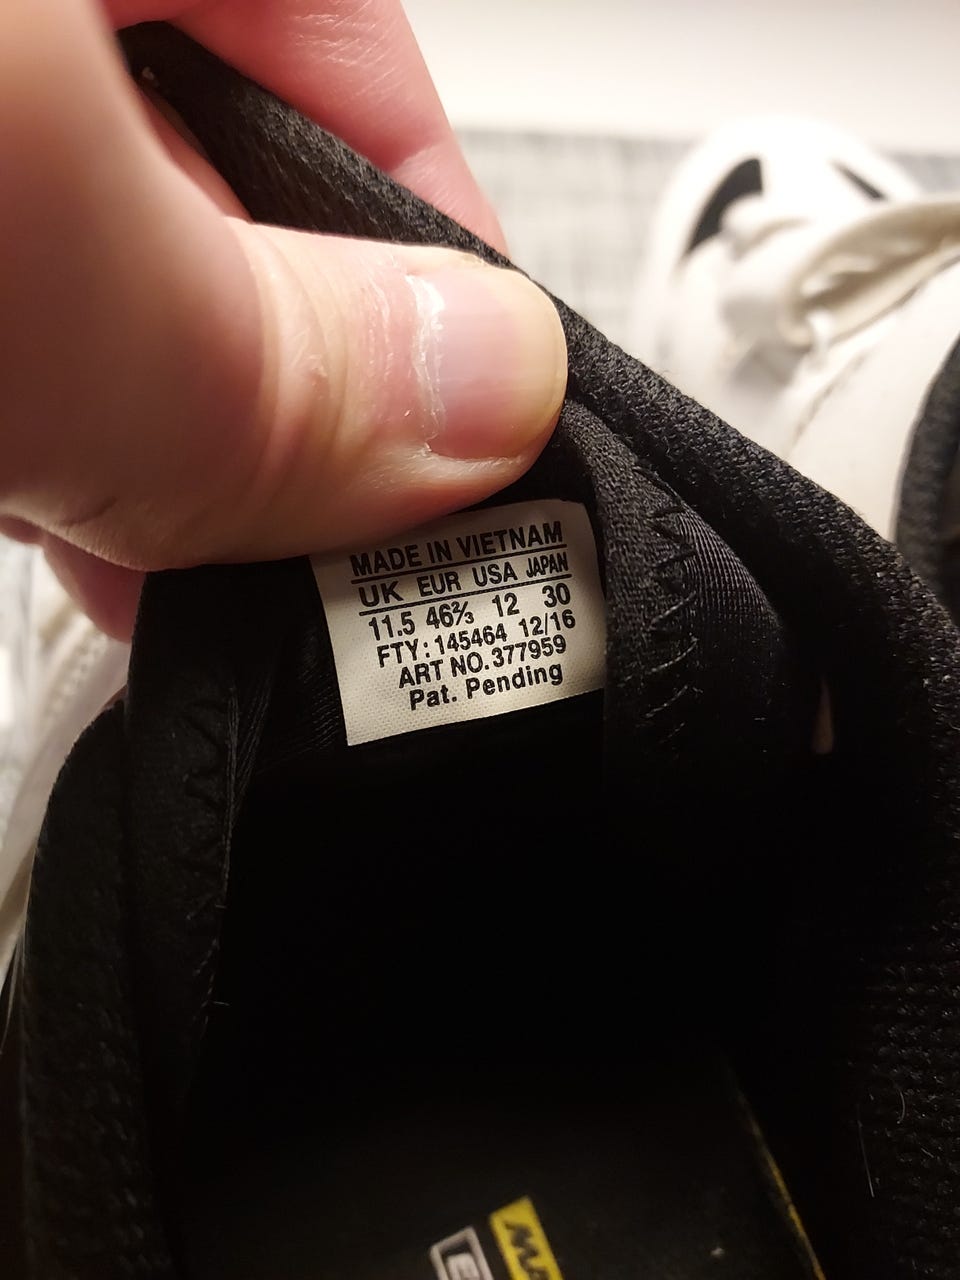 MADE IN VIETNAM
UK EUR USA JAPAN
11.5 46⅔ 12 30
FTY: 145464 12/16
ART NO. 377959
Pat. Pending